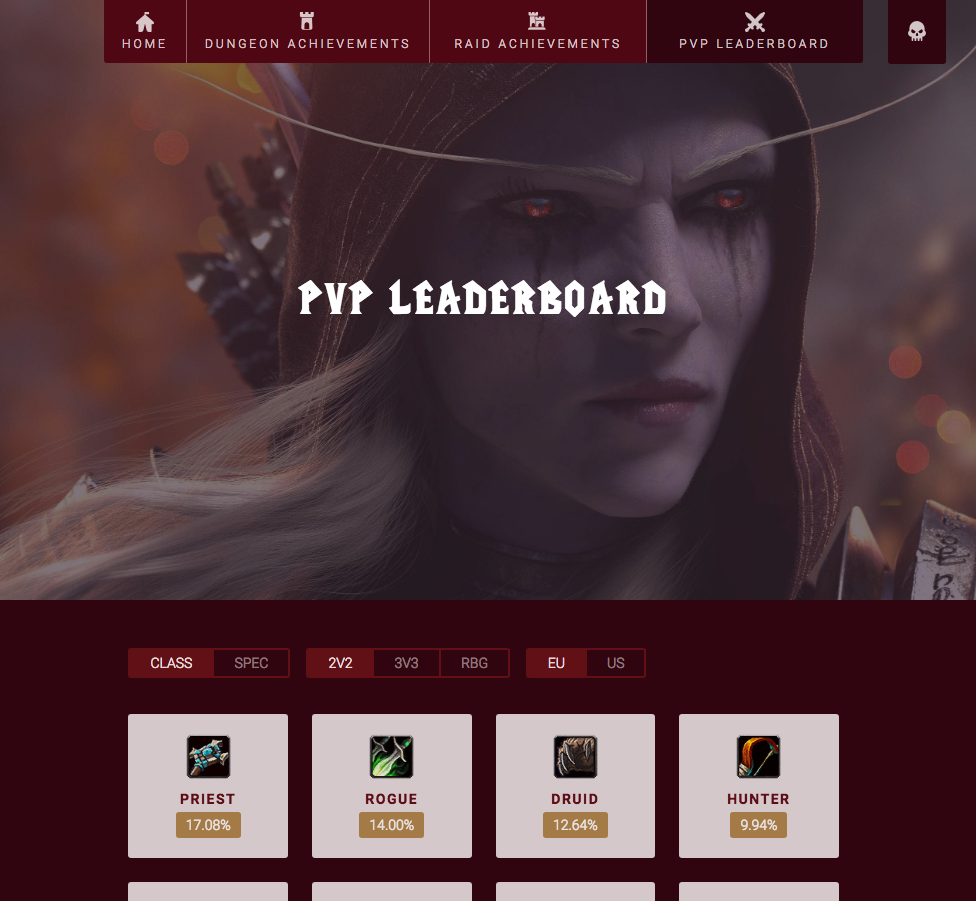 HOME
DUNGEON ACHIEVEMENTS
RAID ACHIEVEMENTS
PVP LEADERBOARD
PVP LEADERBOARD
CLASS SPEC 2V2 3V3 RBG EU US
PRIEST ROGUE DRUID HUNTER
17.08% 14.00% 12.64% 9.94%